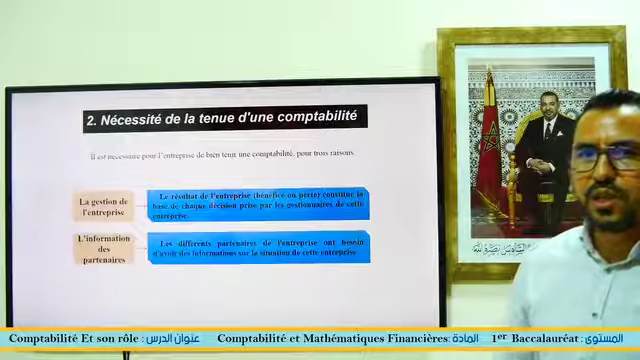 2. Nécessité de la tenue d'une comptabilité
Il est nécessaire pour l'entreprise de bien tenir une comptabilité, pour trois raisons
La gestion de
l'entreprise
Le résultat de l'entreprise (bénéfice ou perte) constitue la
base de chaque décision prise par les gestionnaires de cette
entreprise.
L'information
des
partenaires
Les différents partenaires de l'entreprise ont besoin
d'avoir des informations sur la situation de cette entreprise
Comptabilité Et son rôle : عنوان الدرس Comptabilité et Mathématiques Financières : المادة 1er Baccalauréat : المستوى